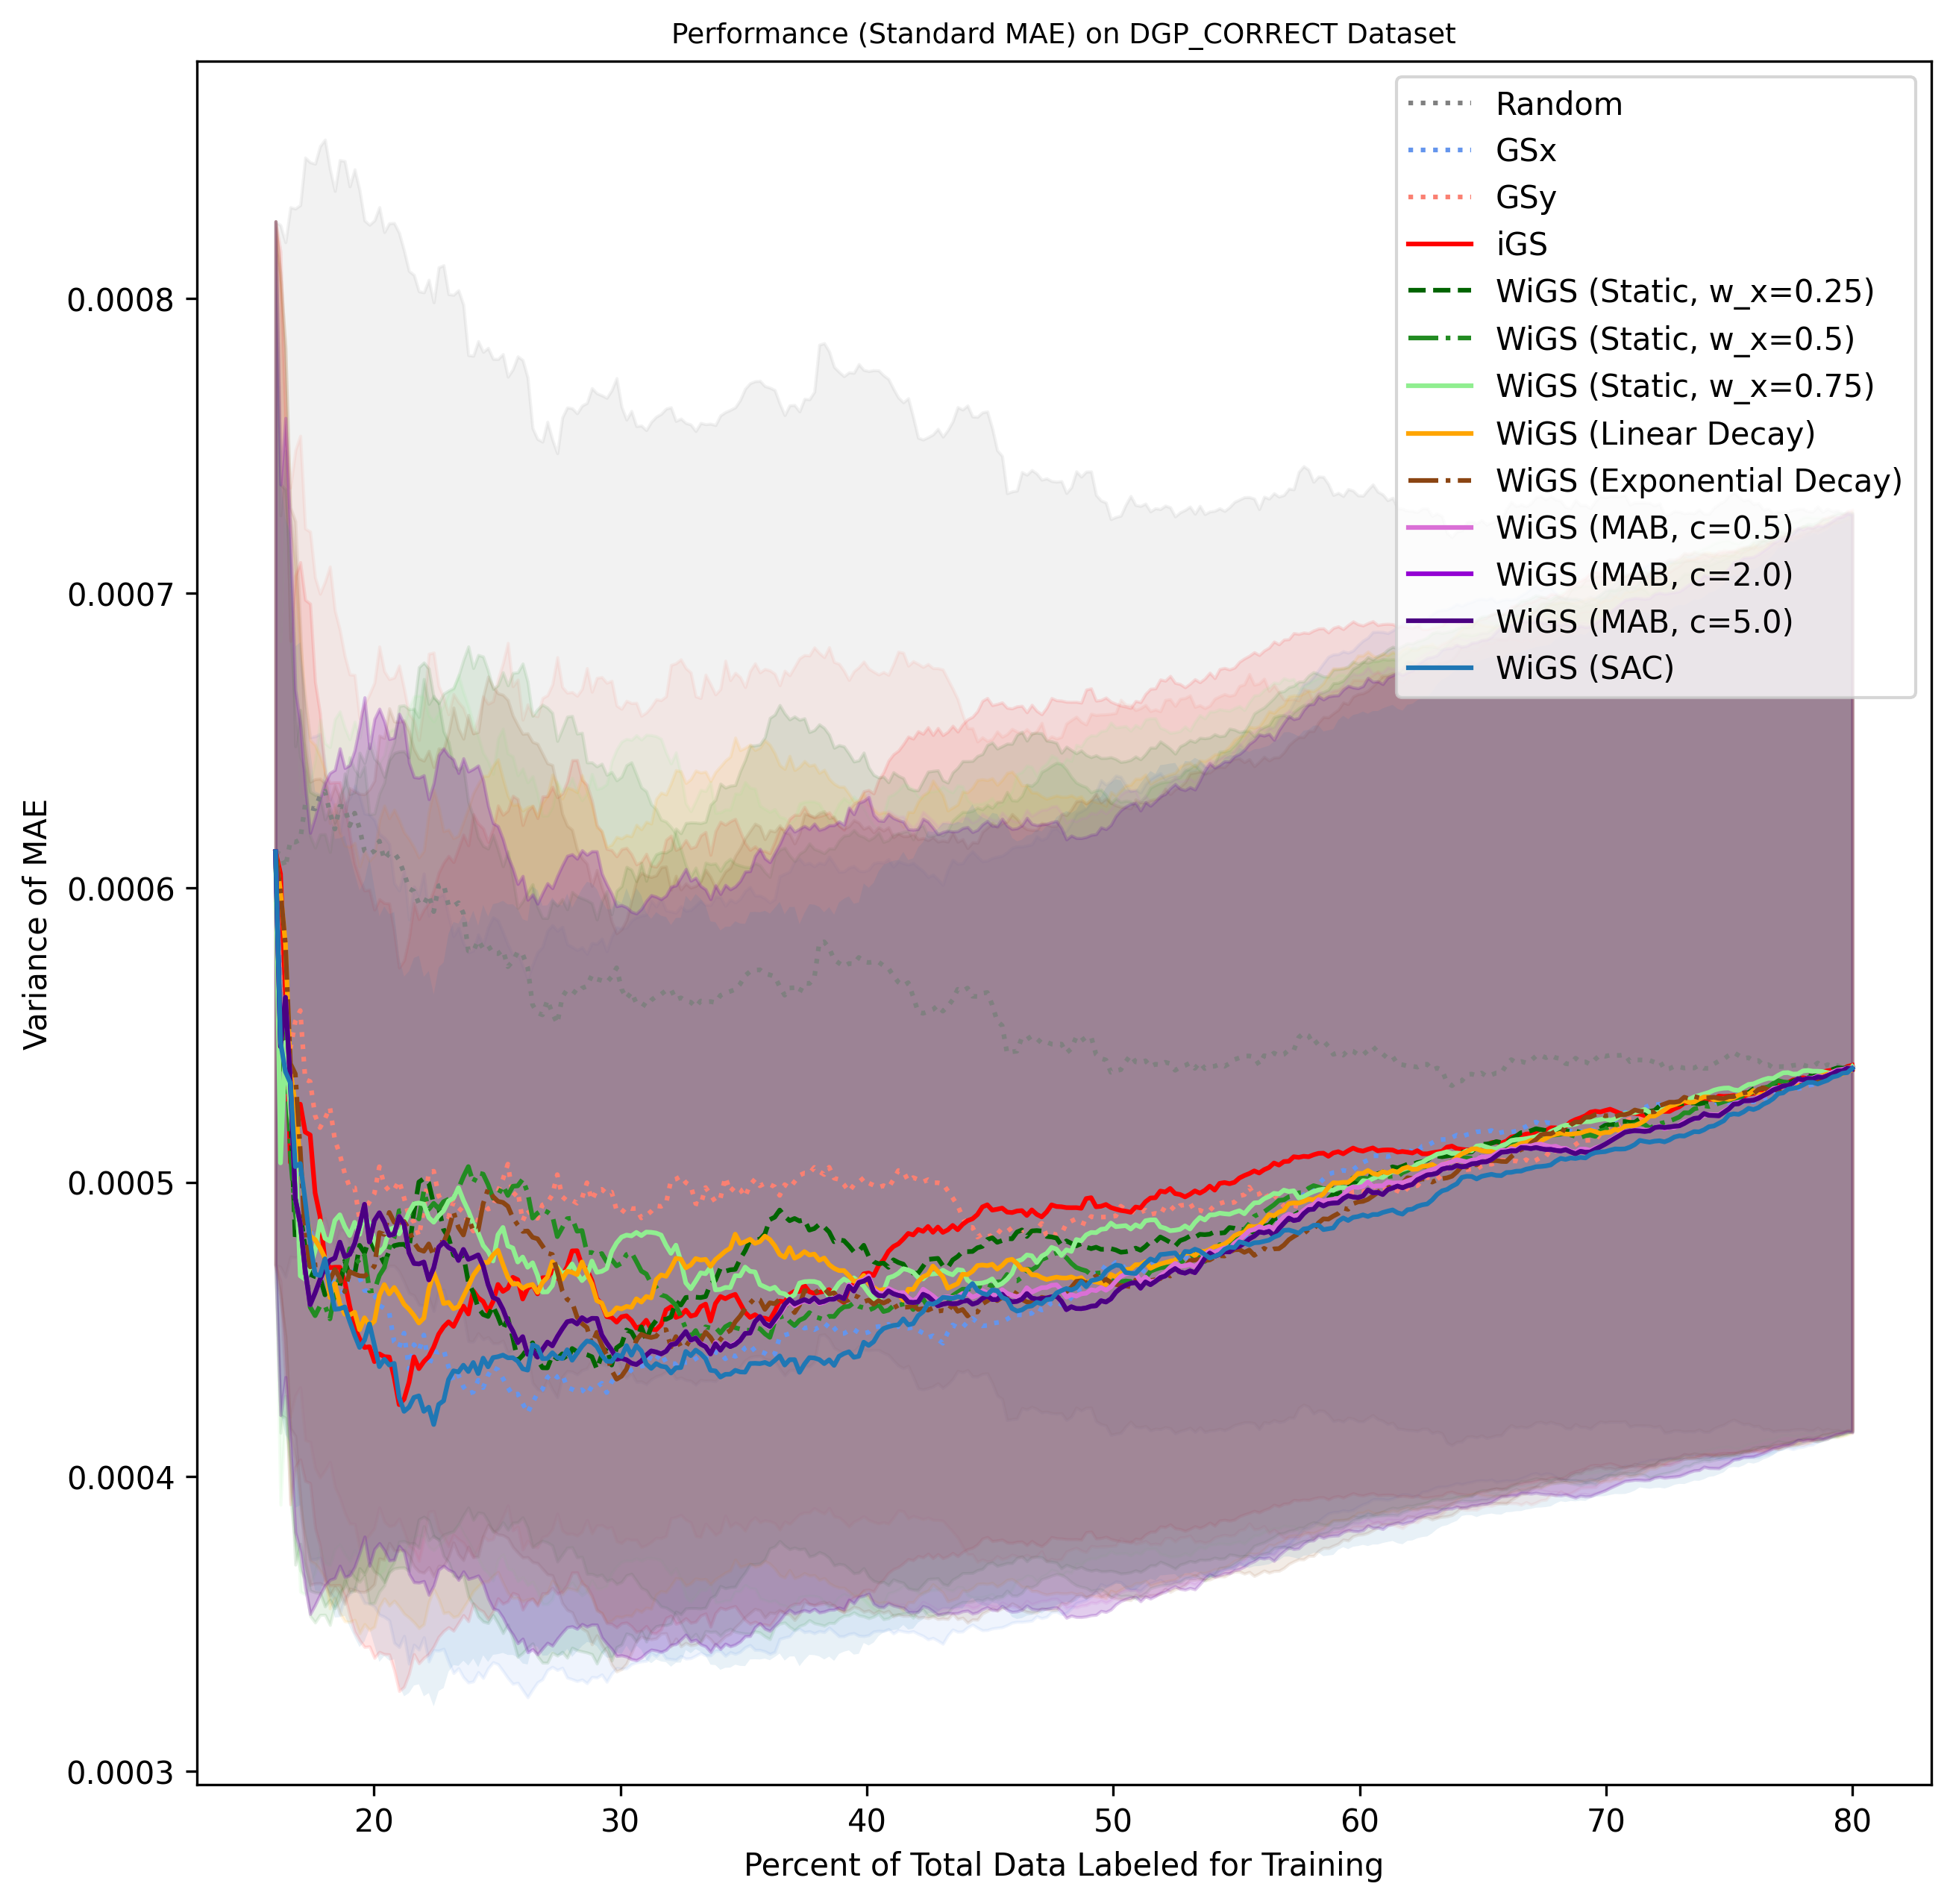 Performance (Standard MAE) on DGP_CORRECT Dataset
Variance of MAE
0.0008
0.0007
0.0006
0.0005
0.0004
0.0003
Random
GSx
GSy
iGS
WiGS (Static, w_x=0.25)
WiGS (Static, w_x=0.5)
WiGS (Static, w_x=0.75)
WiGS (Linear Decay)
WiGS (Exponential Decay)
WiGS (MAB, c=0.5)
WiGS (MAB, c=2.0)
WiGS (MAB, c=5.0)
WiGS (SAC)
20 30 40 50 60 70 80
Percent of Total Data Labeled for Training